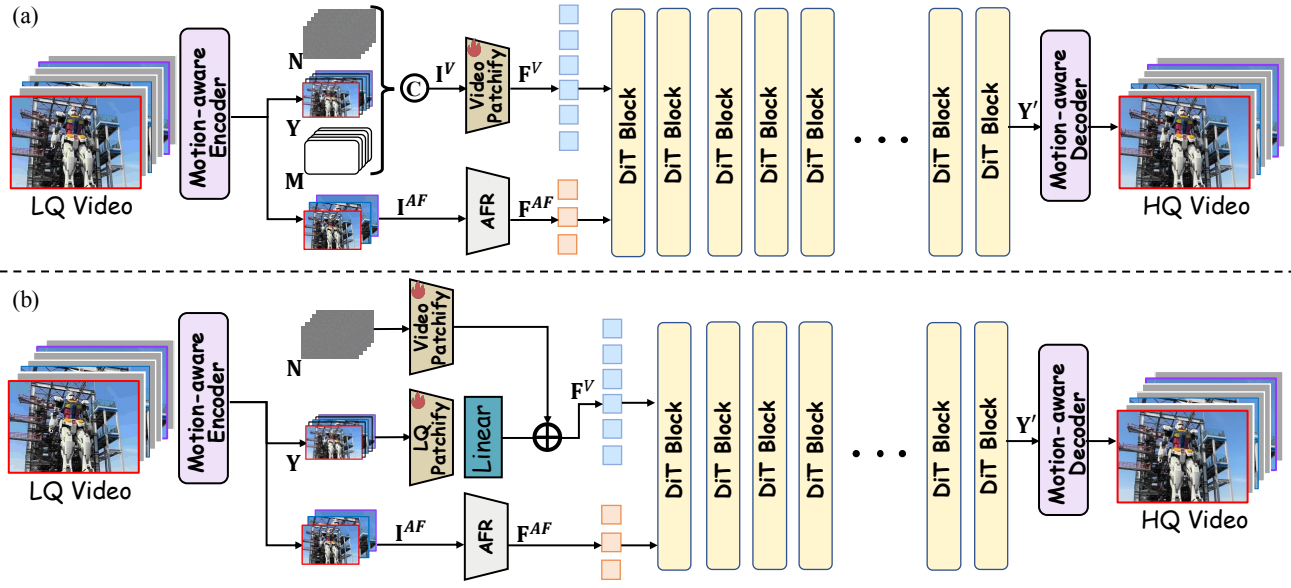 (a)
LQ Video
Motion-aware
Encoder
N
Y
M
C
I^V
Video
Patchify
F^V
I^{AF}
AFR
F^{AF}
DiT Block
DiT Block
DiT Block
DiT Block
DiT Block
• • •
DiT Block
DiT Block
Y′
Motion-aware
Decoder
HQ Video
(b)
LQ Video
Motion-aware
Encoder
N
Video
Patchify
Y
LQ
Patchify
Linear
F^V
I^{AF}
AFR
F^{AF}
DiT Block
DiT Block
DiT Block
DiT Block
• • •
DiT Block
DiT Block
Y′
Motion-aware
Decoder
HQ Video